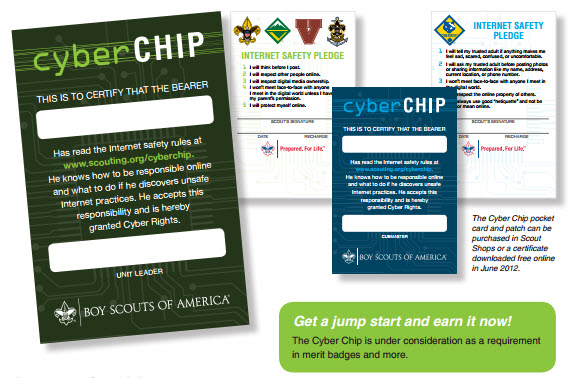 cyberCHIP
THIS IS TO CERTIFY THAT THE BEARER
Has read the Internet safety rules at
www.scouting.org/cyberchip.
He knows how to be responsible online
and what to do if he discovers unsafe
Internet practices. He accepts this
responsibility and is hereby
granted Cyber Rights.
UNIT LEADER
BOY SCOUTS OF AMERICA
V
INTERNET SAFETY PLEDGE
1 I will think before I post.
2 I will respect other people online.
3 I will respect digital media ownership.
4 I won't meet face-to-face with anyone
I meet in the digital world unless I have
my parent's permission.
5 I will protect myself online.
SCOUT'S SIGNATURE
DATE RECHARGE
Prepared. For Life.™
INTERNET SAFETY
PLEDGE
1 I will tell my trusted adult if anything makes me
feel sad, scared, confused, or uncomfortable.
2 I will ask my trusted adult before posting photos
or sharing information like my name, address,
current location, or phone number.
3 I won't meet face-to-face with anyone I meet in
the digital world.
respect the online property of others.
always use good "netiquette" and not be
or mean online.
SCOUT'S SIGNATURE
DATE RECHARGE
Prepared. For Life.™
cyberCHIP
THIS IS TO CERTIFY THAT THE BEARER
Has read the Internet safety rules at
www.scouting.org/cyberchip.
He knows how to be responsible online
and what to do if he discovers unsafe
Internet practices. He accepts this
responsibility and is hereby
granted Cyber Rights.
CUBMASTER
BOY SCOUTS OF AMERICA
The Cyber Chip pocket
card and patch can be
purchased in Scout
Shops or a certificate
downloaded free online
in June 2012.
Get a jump start and earn it now!
The Cyber Chip is under consideration as a requirement
in merit badges and more.